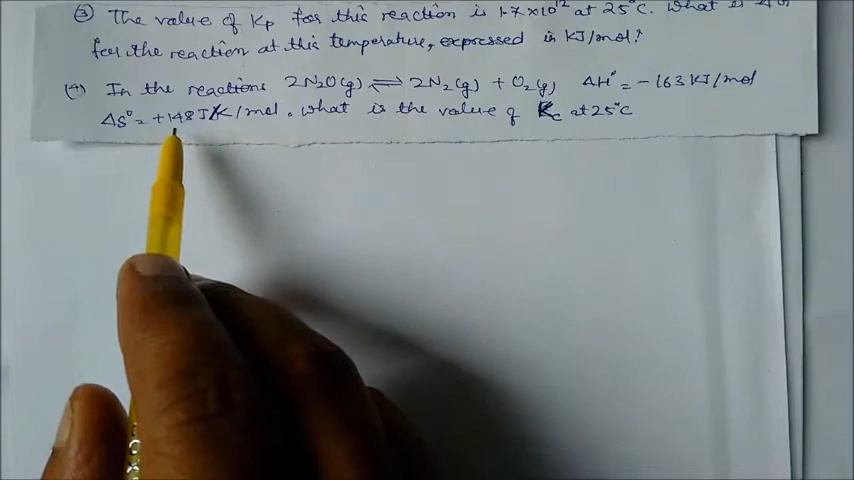 ③ The value of Kp for this reaction is 1.7×10¹² at 25°C. What is
for the reaction at this temperature, expressed in KJ/mol?
(4) In the reactions 2N₂O(g) ⇌ 2N₂(g) + O₂(g) ΔH° = -163 KJ/mol
ΔS° = +148 J/K/mol. What is the value of Kc at 25°C